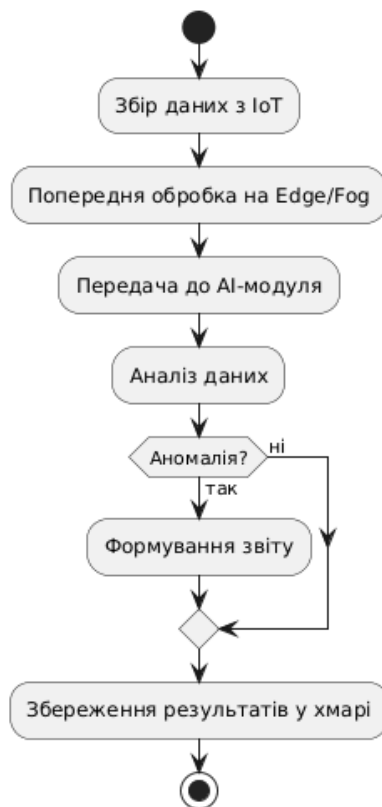 Збір даних з IoT
Попередня обробка на Edge/Fog
Передача до AI-модуля
Аналіз даних
Аномалія?
ні
так
Формування звіту
Збереження результатів у хмарі